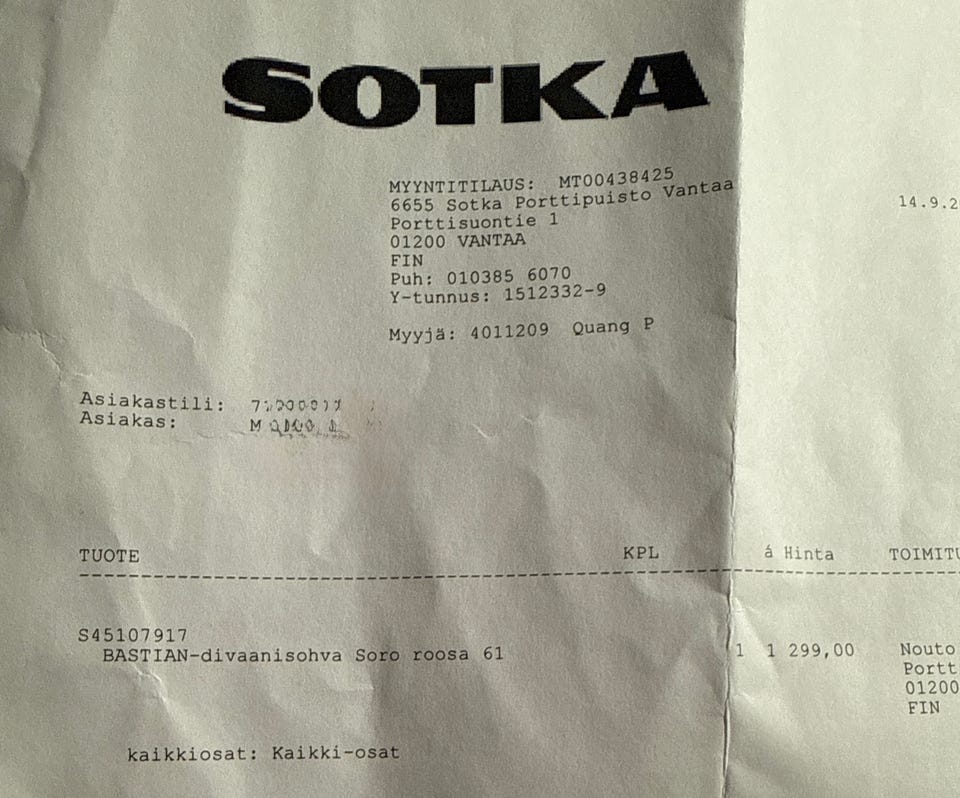 SOTKA
MYYNTITILAUS: MT00438425
6655 Sotka Porttipuisto Vantaa
14.9.2
Porttisuontie 1
01200 VANTAA
FIN
Puh: 010385 6070
Y-tunnus: 1512332-9
Myyjä: 4011209 Quang P
Asiakastili:
Asiakas: M
TUOTE KPL á Hinta TOIMITU
S45107917
BASTIAN-divaanisohva Soro roosa 61 1 1 299,00 Nouto
Portt
01200
FIN
kaikkiosat: Kaikki-osat